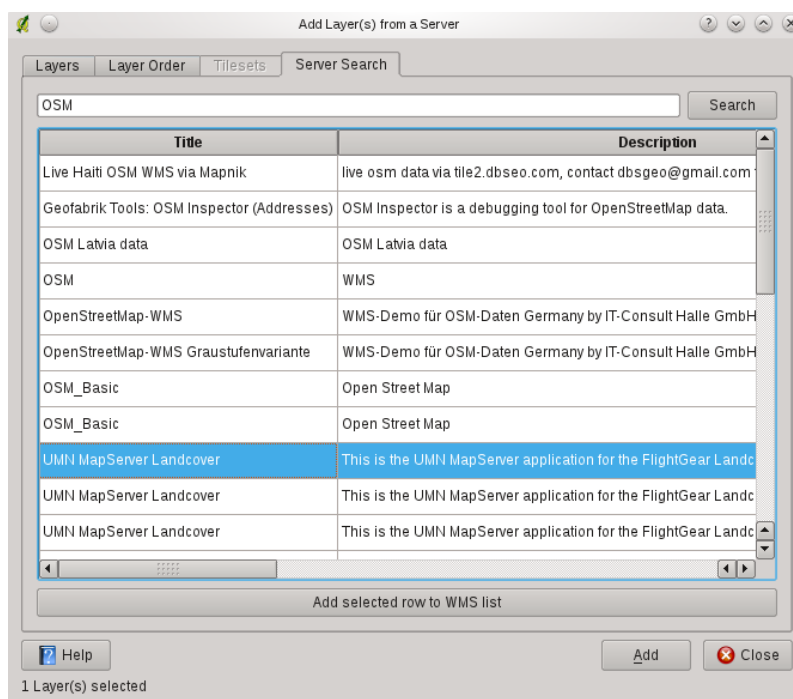 Add Layer(s) from a Server
Layers Layer Order Tilesets Server Search
OSM Search
Title Description
Live Haiti OSM WMS via Mapnik live osm data via tile2.dbseo.com, contact dbsgeo@gmail.com
Geofabrik Tools: OSM Inspector (Addresses) OSM Inspector is a debugging tool for OpenStreetMap data.
OSM Latvia data OSM Latvia data
OSM WMS
OpenStreetMap-WMS WMS-Demo für OSM-Daten Germany by IT-Consult Halle GmbH
OpenStreetMap-WMS Graustufenvariante WMS-Demo für OSM-Daten Germany by IT-Consult Halle GmbH
OSM_Basic Open Street Map
OSM_Basic Open Street Map
UMN MapServer Landcover This is the UMN MapServer application for the FlightGear Landc
UMN MapServer Landcover This is the UMN MapServer application for the FlightGear Landc
UMN MapServer Landcover This is the UMN MapServer application for the FlightGear Landc
Add selected row to WMS list
Help Add Close
1 Layer(s) selected